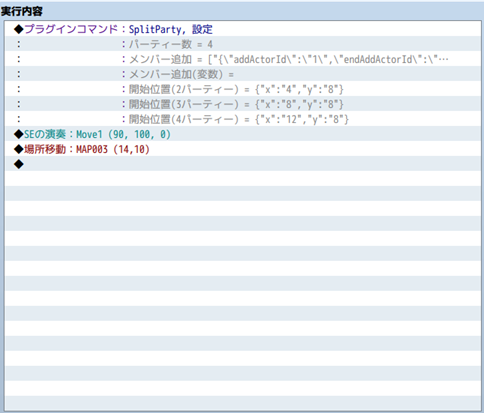 実行内容
◆プラグインコマンド：SplitParty, 設定
：　　　　　　　　：パーティー数 = 4
：　　　　　　　　：メンバー追加 = ["{\"addActorId\":\"1\",\"endAddActorId\":\"…
：　　　　　　　　：メンバー追加(変数) =
：　　　　　　　　：開始位置(2パーティー) = {"x":"4","y":"8"}
：　　　　　　　　：開始位置(3パーティー) = {"x":"8","y":"8"}
：　　　　　　　　：開始位置(4パーティー) = {"x":"12","y":"8"}
◆SEの演奏：Move1 (90, 100, 0)
◆場所移動：MAP003 (14,10)
◆